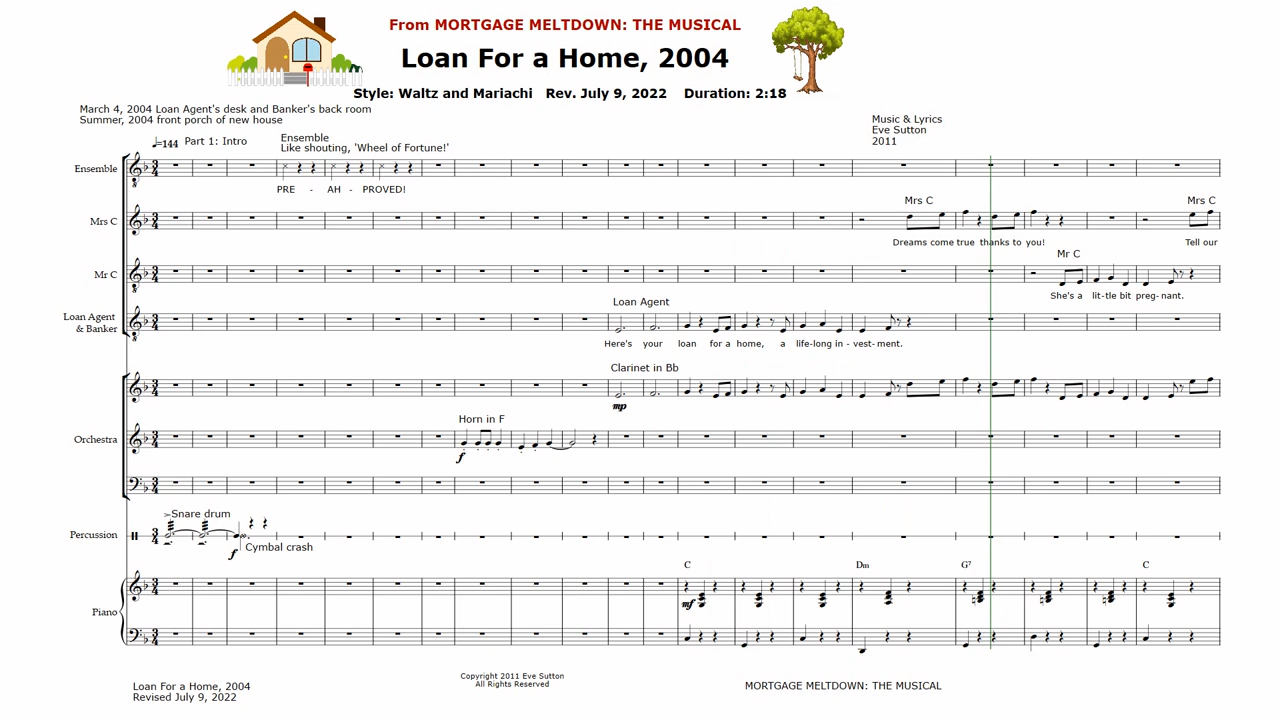 From MORTGAGE MELTDOWN: THE MUSICAL
Loan For a Home, 2004
Style: Waltz and Mariachi Rev. July 9, 2022 Duration: 2:18
March 4, 2004 Loan Agent's desk and Banker's back room
Summer, 2004 front porch of new house
Music & Lyrics
Eve Sutton
2011
♩=144 Part 1: Intro
Ensemble
Like shouting, 'Wheel of Fortune!'
Ensemble
PRE - AH - PROVED!
Mrs C
Mrs C
Mrs C
Dreams come true thanks to you!
Tell our
Mr C
Mr C
She's a lit-tle bit preg-nant.
Loan Agent
Loan Agent
& Banker
Here's your loan for a home, a life-long in - vest-ment.
Clarinet in Bb
mp
Horn in F
Orchestra
f
Snare drum
Percussion
Cymbal crash
f
C Dm G7 C
mf
Piano
Loan For a Home, 2004
Revised July 9, 2022
Copyright 2011 Eve Sutton
All Rights Reserved
MORTGAGE MELTDOWN: THE MUSICAL